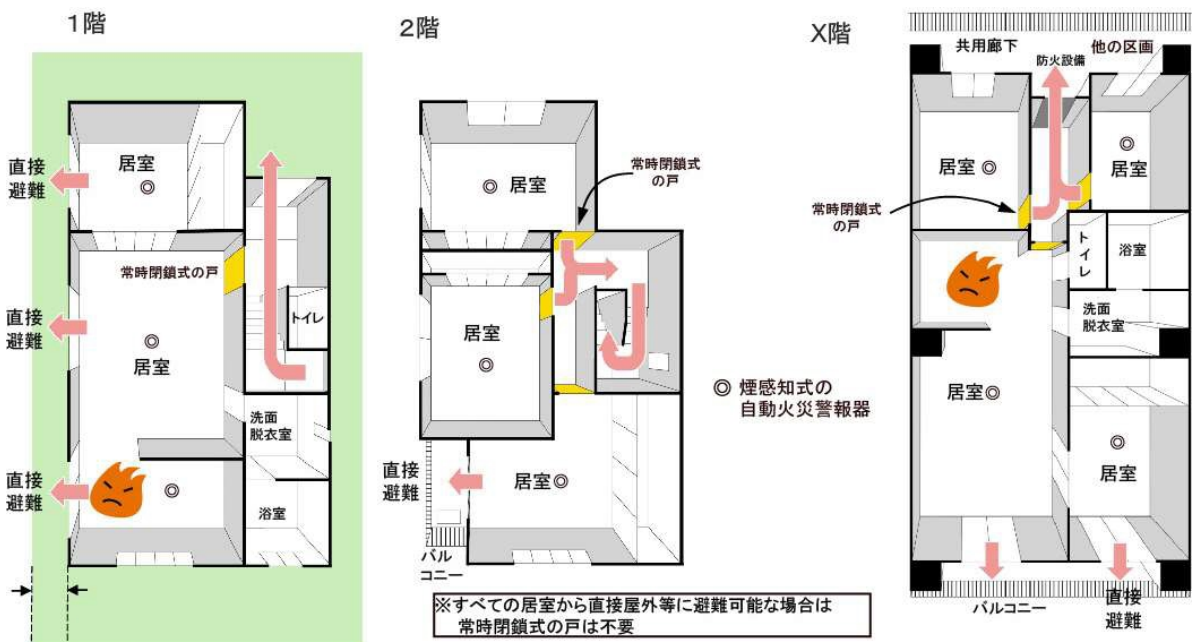 1階
直接
避難
居室
常時閉鎖式の戸
直接
避難
居室
トイレ
洗面
脱衣室
直接
避難
浴室
2階
居室
常時閉鎖式
の戸
居室
直接
避難
居室
バル
コニー
◎ 煙感知式の
自動火災警報器
※すべての居室から直接屋外等に避難可能な場合は
常時閉鎖式の戸は不要
X階
共用廊下
他の区画
防火設備
居室
居室
常時閉鎖式
の戸
トイレ
浴室
洗面
脱衣室
居室
居室
バルコニー
直接
避難